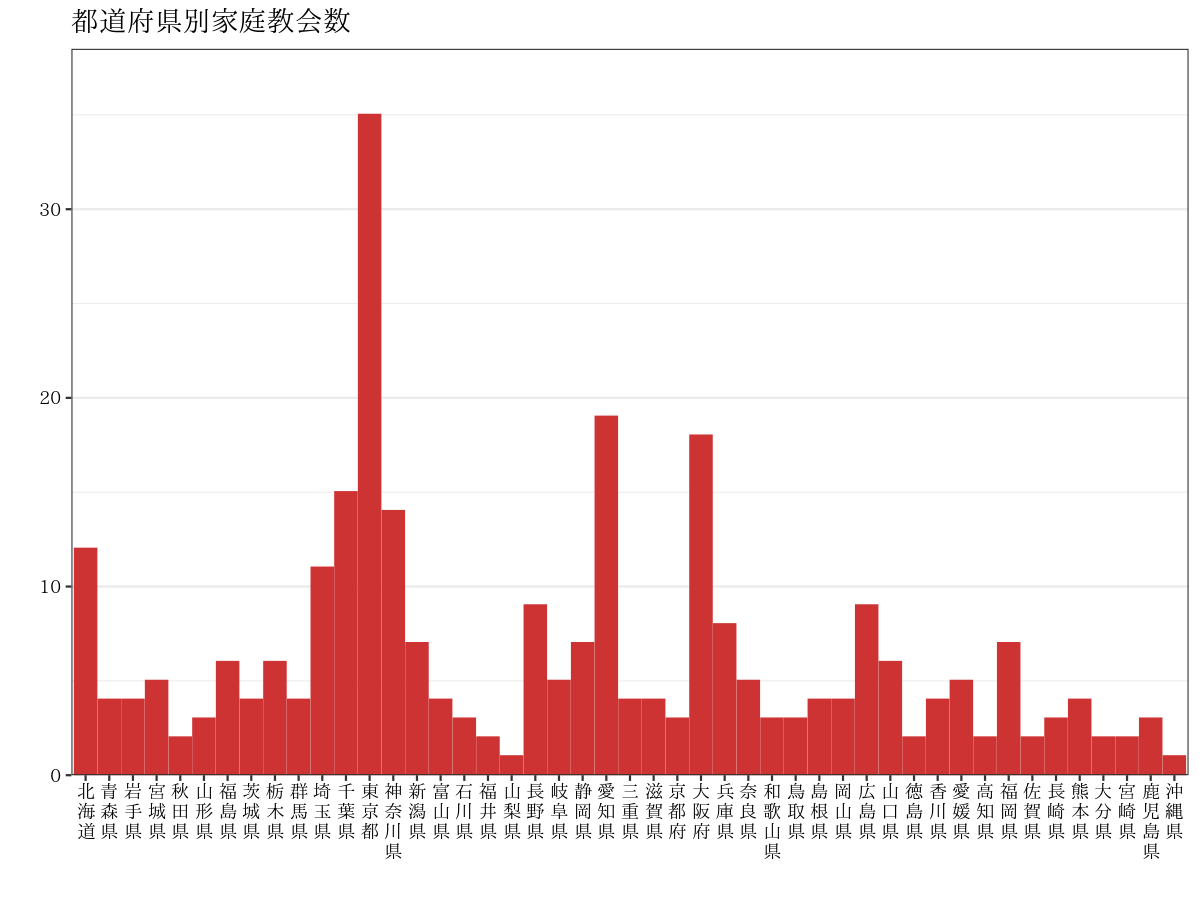 都道府県別家庭教会数
30
20
10
0
北海道
青森県
岩手県
宮城県
秋田県
山形県
福島県
茨城県
栃木県
群馬県
埼玉県
千葉県
東京都
神奈川県
新潟県
富山県
石川県
福井県
山梨県
長野県
岐阜県
静岡県
愛知県
三重県
滋賀県
京都府
大阪府
兵庫県
奈良県
和歌山県
鳥取県
島根県
岡山県
広島県
山口県
徳島県
香川県
愛媛県
高知県
福岡県
佐賀県
長崎県
熊本県
大分県
宮崎県
鹿児島県
沖縄県